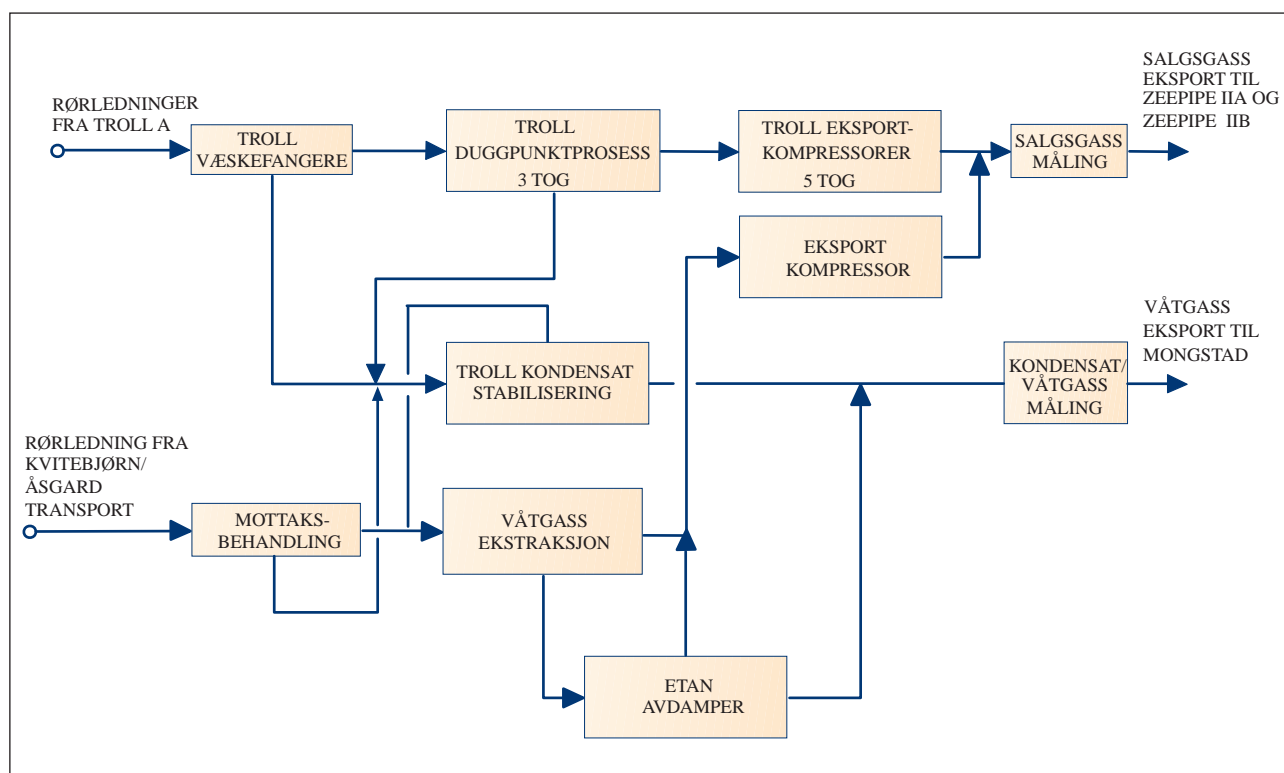 RØRLEDNINGER
FRA TROLL A
TROLL
VÆSKEFANGERE
TROLL
DUGGPUNKTPROSESS
3 TOG
TROLL EKSPORT-
KOMPRESSORER
5 TOG
SALGSGASS
MÅLING
SALGSGASS
EKSPORT TIL
ZEEPIPE IIA OG
ZEEPIPE IIB
EKSPORT
KOMPRESSOR
TROLL KONDENSAT
STABILISERING
KONDENSAT/
VÅTGASS
MÅLING
VÅTGASS
EKSPORT TIL
MONGSTAD
RØRLEDNING FRA
KVITEBJØRN/
ÅSGARD
TRANSPORT
MOTTAKS-
BEHANDLING
VÅTGASS
EKSTRAKSJON
ETAN
AVDAMPER